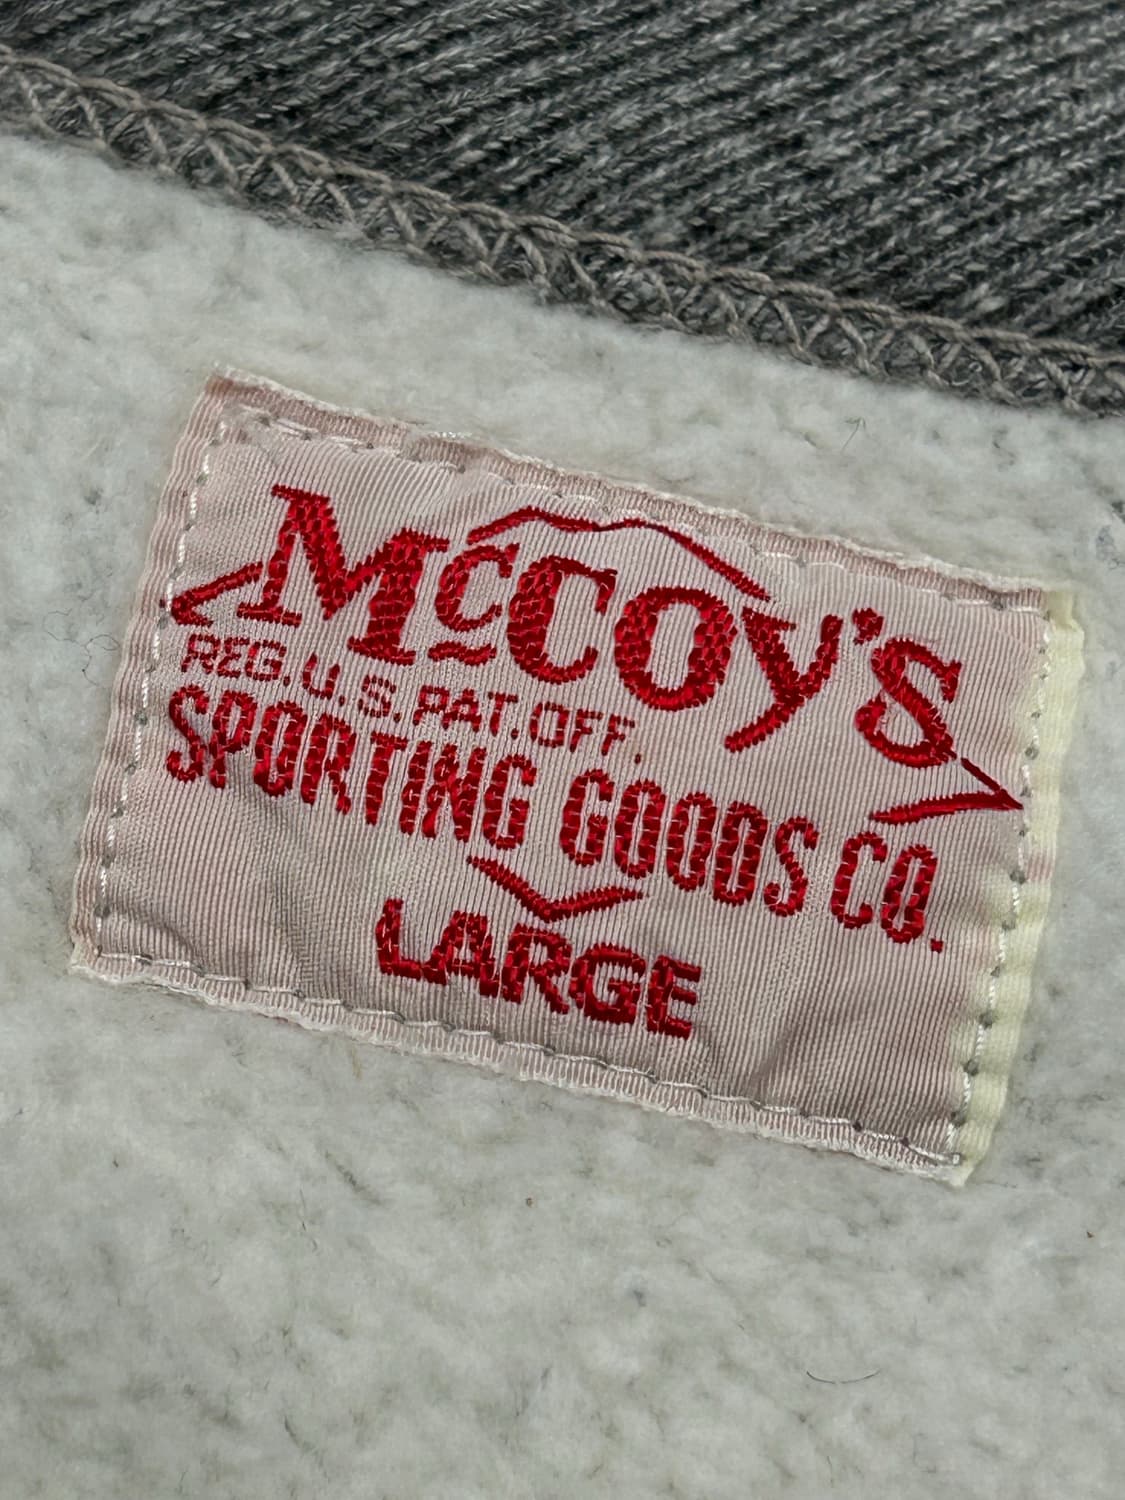 McCOY's
REG. U. S. PAT. OFF.
SPORTING GOODS CO.
LARGE